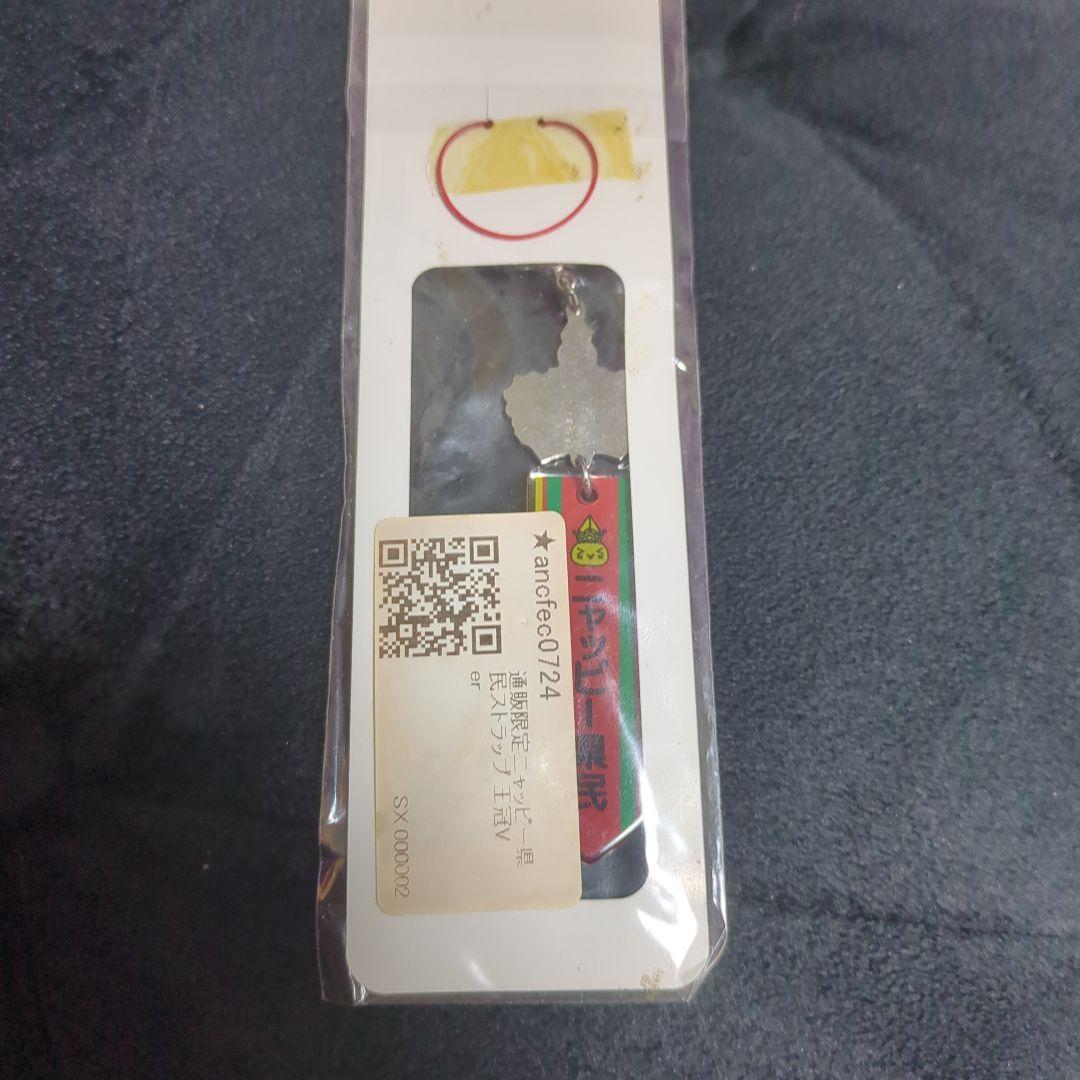 ★ancfec0724
通販限定ニャッピー県
民ストラップ 王冠V
er
SX 000002
ニャッピー県民